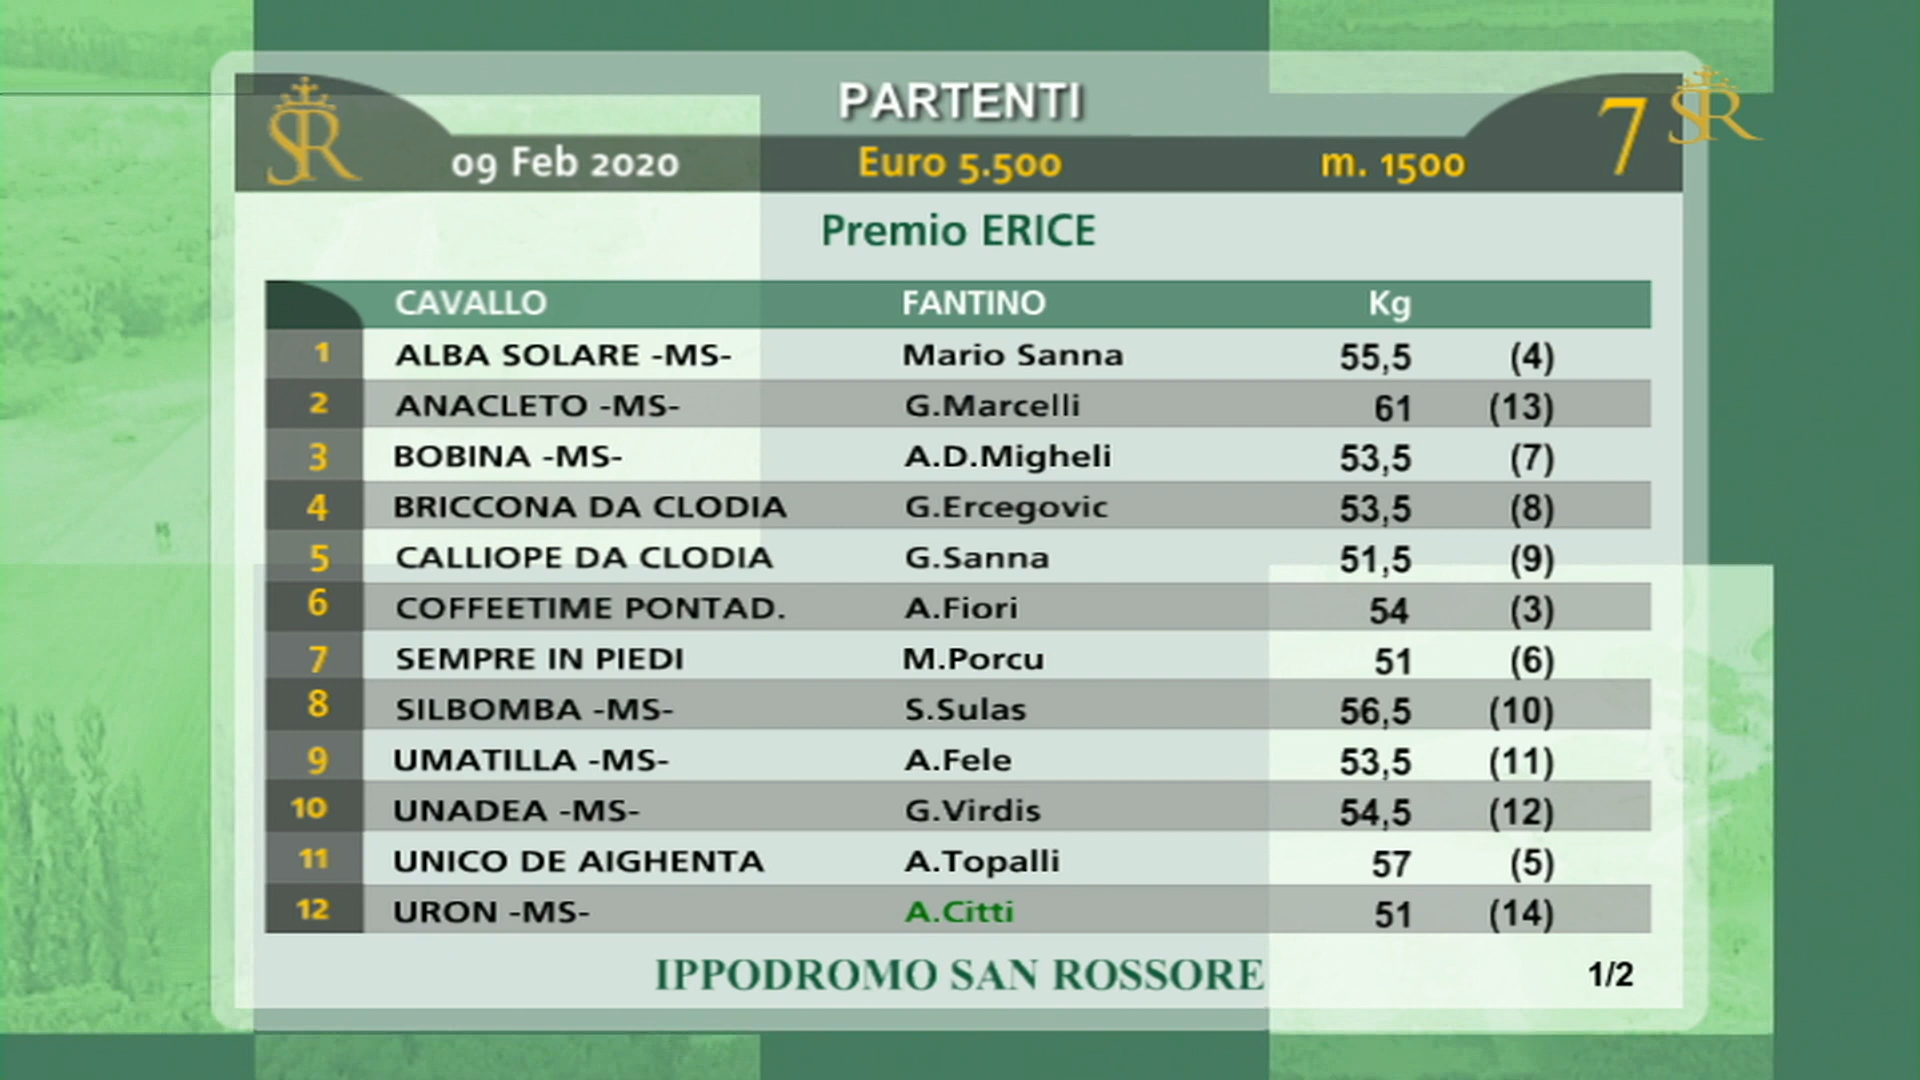 SR
PARTENTI
7
SR
09 Feb 2020 Euro 5.500 m. 1500
Premio ERICE
CAVALLO FANTINO Kg
1 ALBA SOLARE -MS- Mario Sanna 55,5 (4)
2 ANACLETO -MS- G.Marcelli 61 (13)
3 BOBINA -MS- A.D.Migheli 53,5 (7)
4 BRICCONA DA CLODIA G.Ercegovic 53,5 (8)
5 CALLIOPE DA CLODIA G.Sanna 51,5 (9)
6 COFFEETIME PONTAD. A.Fiori 54 (3)
7 SEMPRE IN PIEDI M.Porcu 51 (6)
8 SILBOMBA -MS- S.Sulas 56,5 (10)
9 UMATILLA -MS- A.Fele 53,5 (11)
10 UNADEA -MS- G.Virdis 54,5 (12)
11 UNICO DE AIGHENTA A.Topalli 57 (5)
12 URON -MS- A.Citti 51 (14)
IPPODROMO SAN ROSSORE 1/2